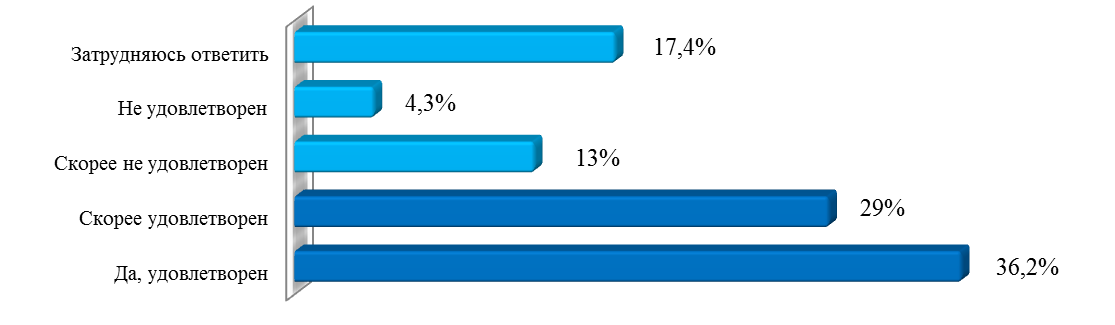 Затрудняюсь ответить 17,4%
Не удовлетворен 4,3%
Скорее не удовлетворен 13%
Скорее удовлетворен 29%
Да, удовлетворен 36,2%